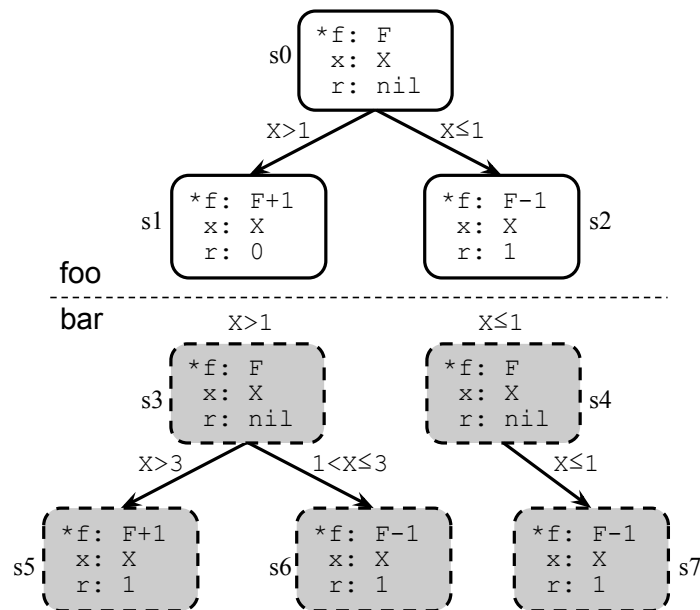 s0
*f: F
x: X
r: nil
X>1
X≤1
s1
*f: F+1
x: X
r: 0
*f: F-1
x: X
r: 1
s2
foo
bar
X>1
X≤1
s3
*f: F
x: X
r: nil
*f: F
x: X
r: nil
s4
X>3
1<X≤3
X≤1
s5
*f: F+1
x: X
r: 1
s6
*f: F-1
x: X
r: 1
*f: F-1
x: X
r: 1
s7